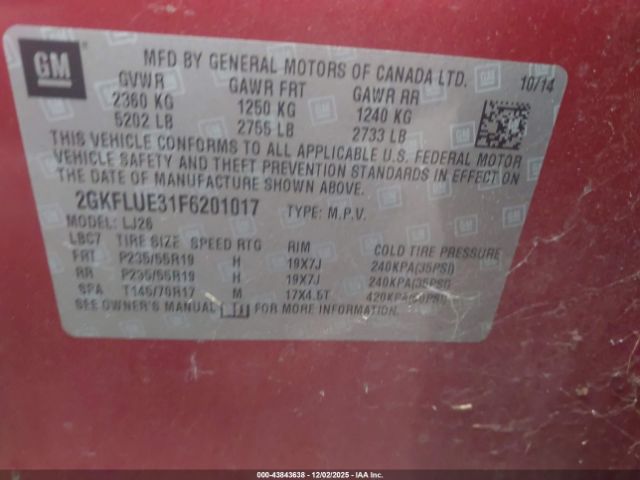 GM
MFD BY GENERAL MOTORS OF CANADA LTD.
10/14
GVWR GAWR FRT GAWR RR
2360 KG 1250 KG 1240 KG
5202 LB 2755 LB 2733 LB
THIS VEHICLE CONFORMS TO ALL APPLICABLE U.S. FEDERAL MOTOR
VEHICLE SAFETY AND THEFT PREVENTION STANDARDS IN EFFECT ON
THE DATE OF MANUFACTURE SHOWN ABOVE.
2GKFLUE31F6201017 TYPE: M.P.V.
MODEL: LJ26
LBC7 TIRE SIZE SPEED RTG RIM COLD TIRE PRESSURE
FRT P235/55R19 H 19X7J 240KPA(35PSI)
RR P235/55R19 H 19X7J 240KPA(35PSI)
SPA T145/70R17 M 17X4.5T 420KPA(60PSI)
SEE OWNER'S MANUAL FOR MORE INFORMATION.
000-43843638 - 12/02/2025 - IAA, Inc.